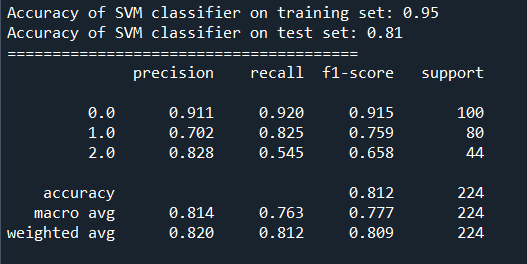 Accuracy of SVM classifier on training set: 0.95
Accuracy of SVM classifier on test set: 0.81
=======================================
precision recall f1-score support
0.0 0.911 0.920 0.915 100
1.0 0.702 0.825 0.759 80
2.0 0.828 0.545 0.658 44
accuracy 0.812 224
macro avg 0.814 0.763 0.777 224
weighted avg 0.820 0.812 0.809 224